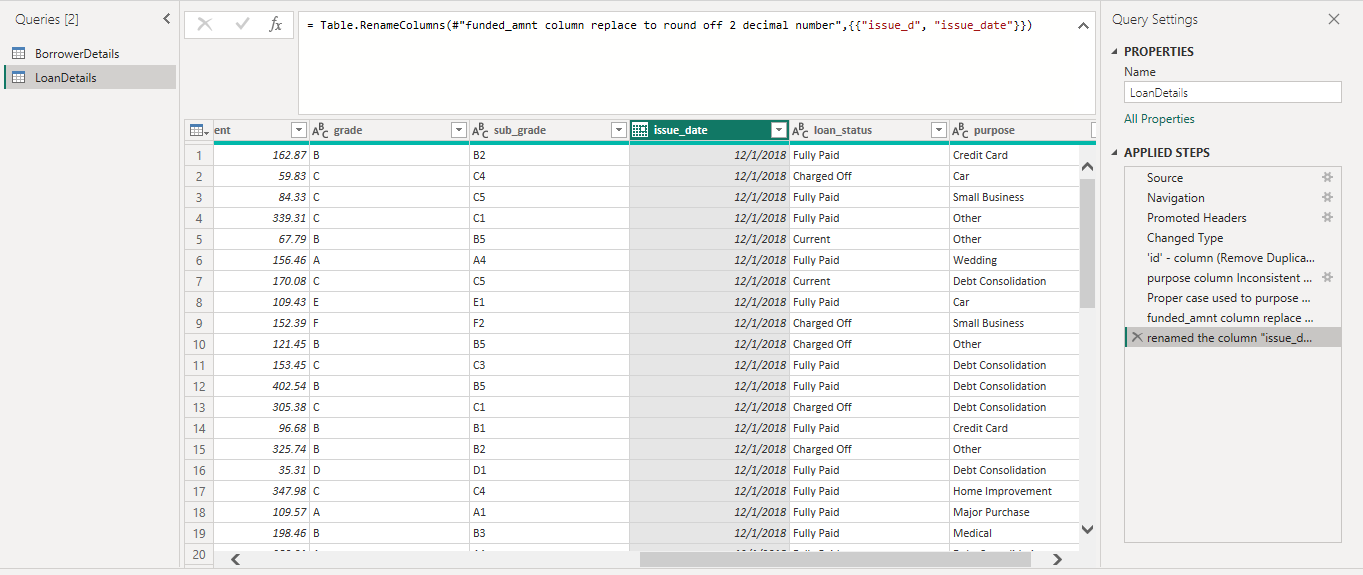 Queries [2]
BorrowerDetails
LoanDetails
fx
= Table.RenameColumns(#"funded_amnt column replace to round off 2 decimal number",{{"issue_d", "issue_date"}})
ent ABC grade ABC sub_grade issue_date ABC loan_status ABC purpose
1 162.87 B B2 12/1/2018 Fully Paid Credit Card
2 59.83 C C4 12/1/2018 Charged Off Car
3 84.33 C C5 12/1/2018 Fully Paid Small Business
4 339.31 C C1 12/1/2018 Fully Paid Other
5 67.79 B B5 12/1/2018 Current Other
6 156.46 A A4 12/1/2018 Fully Paid Wedding
7 170.08 C C5 12/1/2018 Current Debt Consolidation
8 109.43 E E1 12/1/2018 Fully Paid Car
9 152.39 F F2 12/1/2018 Charged Off Small Business
10 121.45 B B5 12/1/2018 Charged Off Other
11 153.45 C C3 12/1/2018 Fully Paid Debt Consolidation
12 402.54 B B5 12/1/2018 Fully Paid Debt Consolidation
13 305.38 C C1 12/1/2018 Charged Off Debt Consolidation
14 96.68 B B1 12/1/2018 Fully Paid Credit Card
15 325.74 B B2 12/1/2018 Charged Off Other
16 35.31 D D1 12/1/2018 Fully Paid Debt Consolidation
17 347.98 C C4 12/1/2018 Fully Paid Home Improvement
18 109.57 A A1 12/1/2018 Fully Paid Major Purchase
19 198.46 B B3 12/1/2018 Fully Paid Medical
20
Query Settings
PROPERTIES
Name
LoanDetails
All Properties
APPLIED STEPS
Source
Navigation
Promoted Headers
Changed Type
'id' - column (Remove Duplica...
purpose column Inconsistent ...
Proper case used to purpose ...
funded_amnt column replace ...
renamed the column "issue_d...